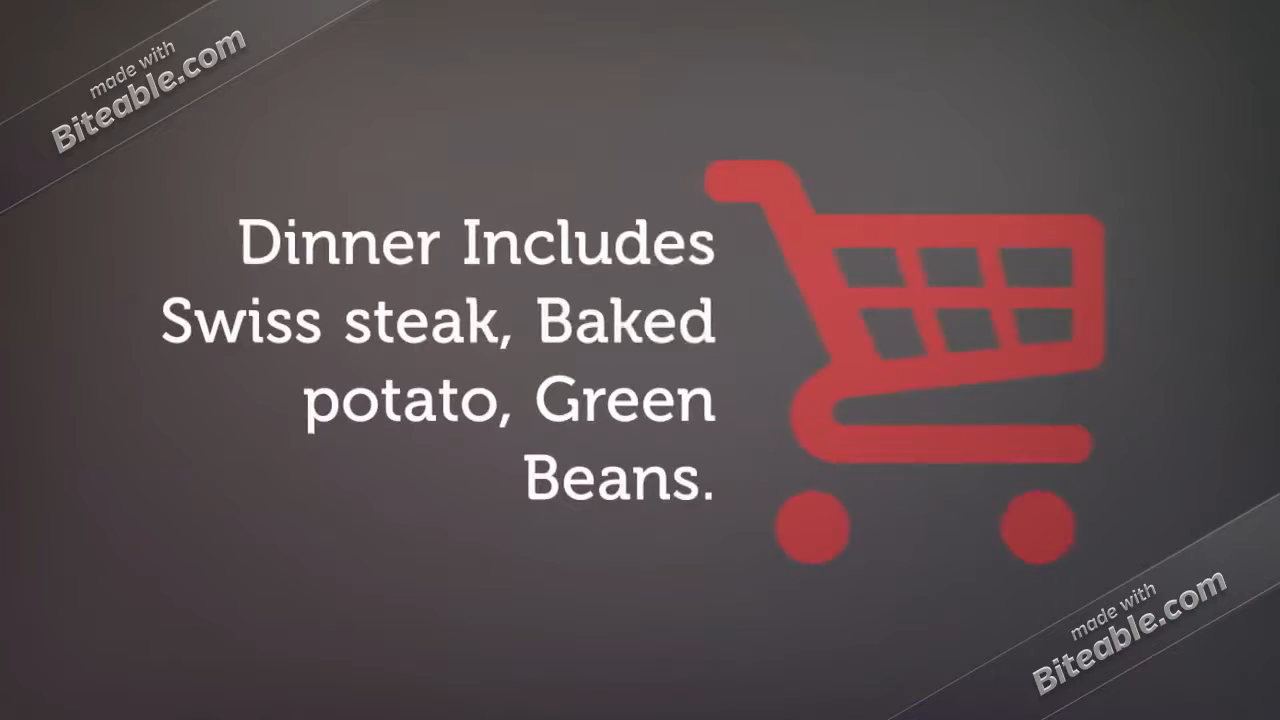 made with
Biteable.com
Dinner Includes
Swiss steak, Baked
potato, Green
Beans.
made with
Biteable.com